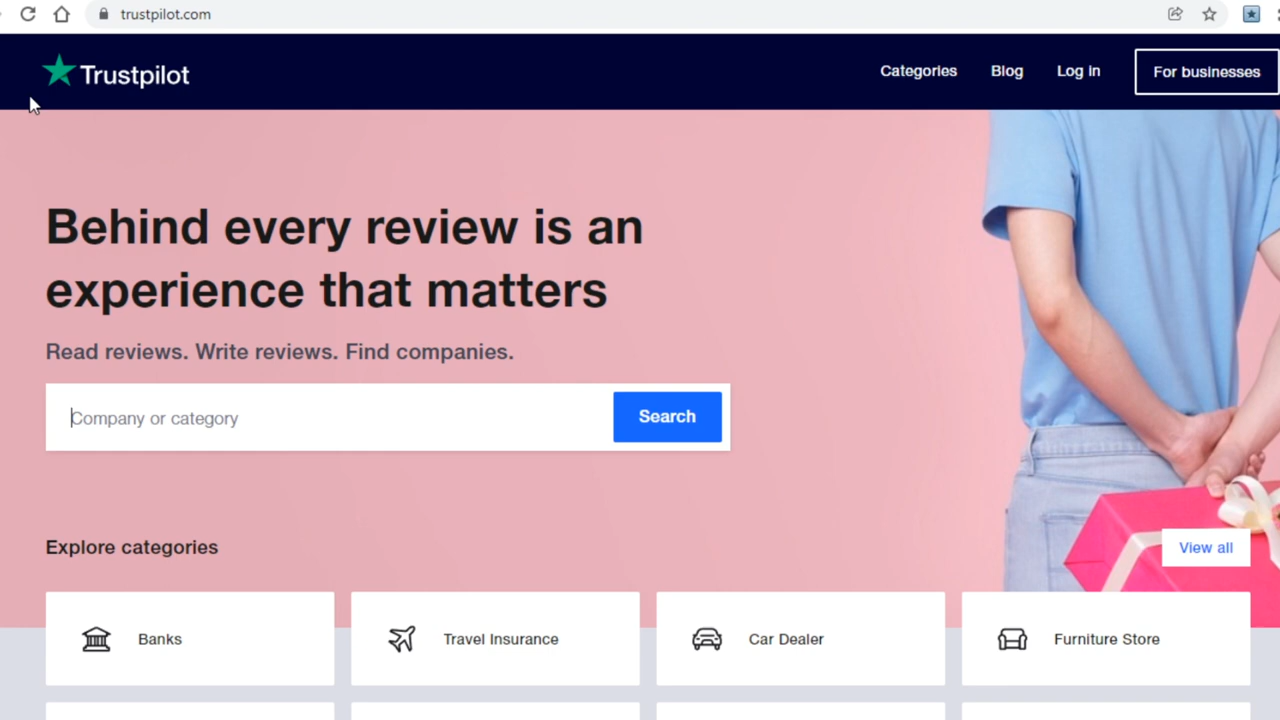 trustpilot.com
Trustpilot
Categories Blog Log in For businesses
Behind every review is an
experience that matters
Read reviews. Write reviews. Find companies.
Company or category Search
Explore categories View all
Banks Travel Insurance Car Dealer Furniture Store